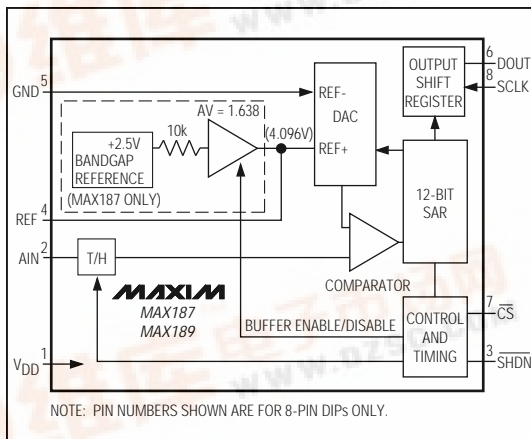 GND 5
REF 4
AIN 2
VDD 1
AV = 1.638
+2.5V
BANDGAP
REFERENCE
(MAX187 ONLY)
10k
(4.096V)
REF-
DAC
REF+
OUTPUT
SHIFT
REGISTER
6 DOUT
8 SCLK
12-BIT
SAR
T/H
COMPARATOR
MAXIM
MAX187
MAX189
BUFFER ENABLE/DISABLE
CONTROL
AND
TIMING
7 CS
3 SHDN
NOTE: PIN NUMBERS SHOWN ARE FOR 8-PIN DIPs ONLY.